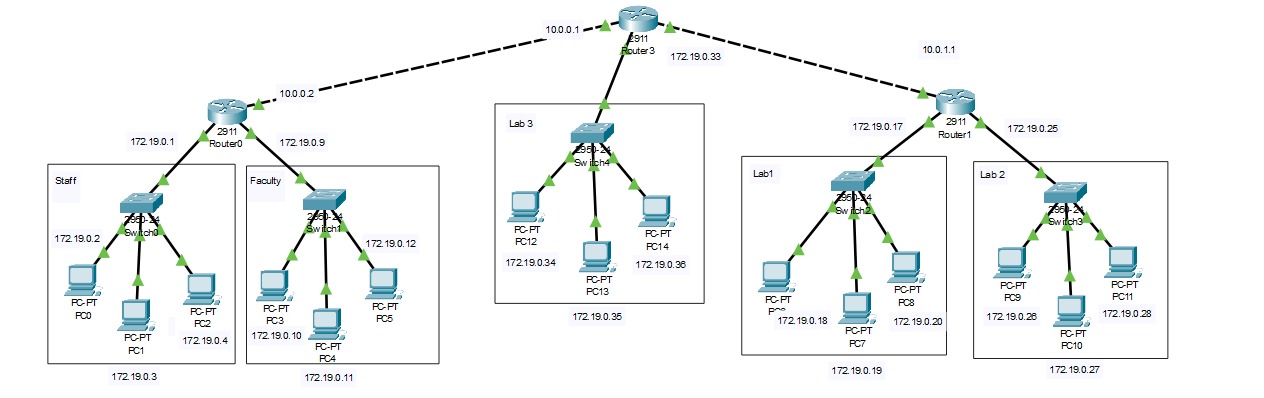 10.0.0.1
2911
Router3
172.19.0.33
10.0.1.1
10.0.0.2
2911
Router0
172.19.0.1
172.19.0.9
Lab 3
2950-24
Switch4
2911
Router1
172.19.0.17
172.19.0.25
Staff
2950-24
Switch0
172.19.0.2
PC-PT
PC0
PC-PT
PC1
PC-PT
PC2
172.19.0.4
172.19.0.3
Faculty
2950-24
Switch1
172.19.0.12
PC-PT
PC3
172.19.0.10
PC-PT
PC4
PC-PT
PC5
172.19.0.11
PC-PT
PC12
172.19.0.34
PC-PT
PC13
PC-PT
PC14
172.19.0.36
172.19.0.35
Lab1
2950-24
Switch2
PC-PT
172.19.0.18
PC-PT
PC7
PC-PT
PC8
172.19.0.20
172.19.0.19
Lab 2
2950-24
Switch3
PC-PT
PC9
172.19.0.26
PC-PT
PC10
PC-PT
PC11
172.19.0.28
172.19.0.27